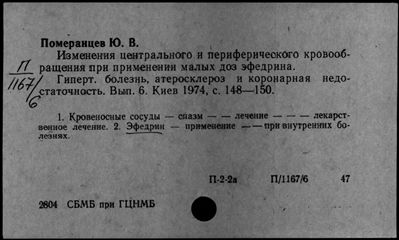 Померанцев Ю. В.
Изменения центрального и периферического кровооб-
ращения при применении малых доз эфедрина.
П
1167/6
Гиперт. болезнь, атеросклероз и коронарная недо-
статочность. Вып. 6. Киев 1974, с. 148—150.
1. Кровеносные сосуды — спазм — — лечение — — — лекарст-
венное лечение. 2. Эфедрин — применение — — при внутренних бо-
лезнях.
П-2-2а П/1167/6 47
2804 СБМБ при ГЦНМБ